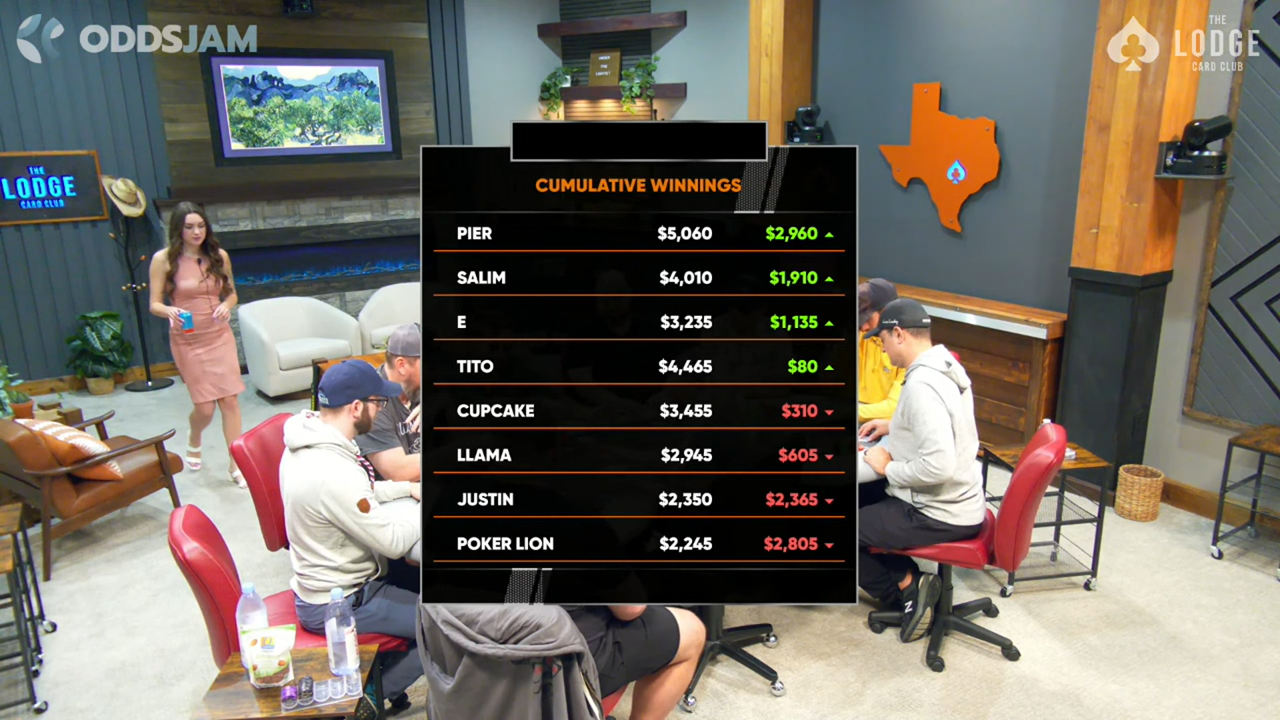 ODDSJAM
THE
LODGE
CARD CLUB
THE
LODGE
CARD CLUB
CUMULATIVE WINNINGS
PIER $5,060 $2,960
SALIM $4,010 $1,910
E $3,235 $1,135
TITO $4,465 $80
CUPCAKE $3,455 $310
LLAMA $2,945 $605
JUSTIN $2,350 $2,365
POKER LION $2,245 $2,805
N